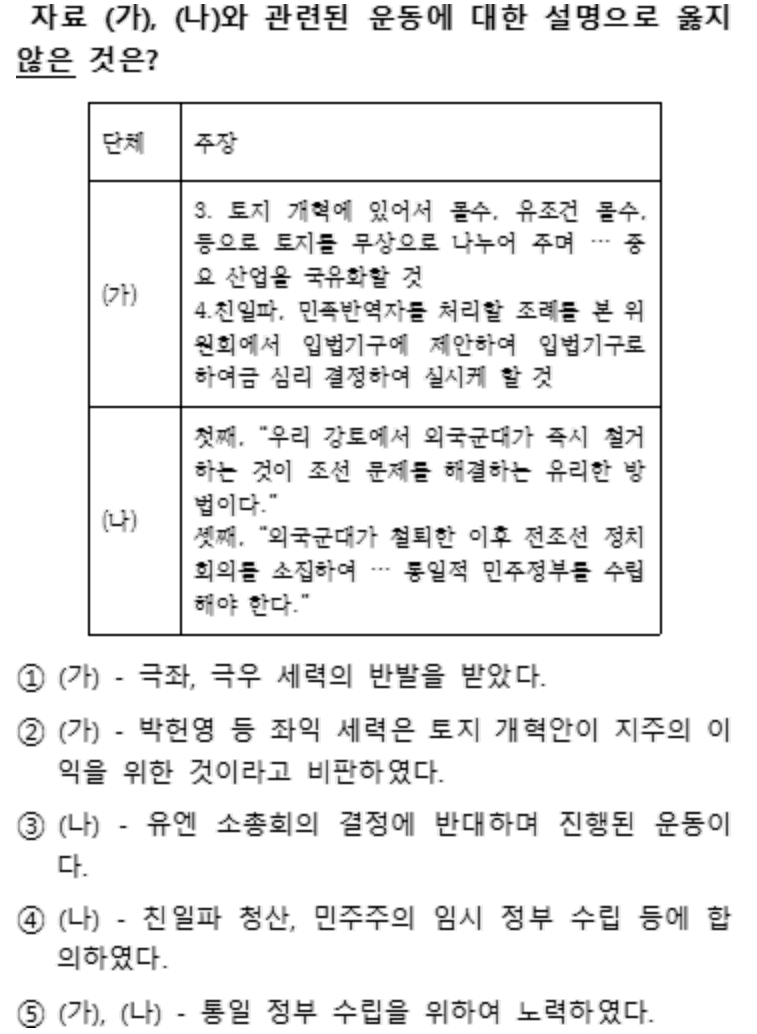 자료 (가), (나)와 관련된 운동에 대한 설명으로 옳지
않은 것은?
단체 주장
(가)
3. 토지 개혁에 있어서 몰수, 유조건 몰수,
등으로 토지를 무상으로 나누어 주며 … 중
요 산업을 국유화할 것
4.친일파, 민족반역자를 처리할 조례를 본 위
원회에서 입법기구에 제안하여 입법기구로
하여금 심리 결정하여 실시케 할 것
(나)
첫째, "우리 강토에서 외국군대가 즉시 철거
하는 것이 조선 문제를 해결하는 유리한 방
법이다."
셋째, "외국군대가 철퇴한 이후 전조선 정치
회의를 소집하여 … 통일적 민주정부를 수립
해야 한다."
① (가) - 극좌, 극우 세력의 반발을 받았다.
② (가) - 박헌영 등 좌익 세력은 토지 개혁안이 지주의 이
익을 위한 것이라고 비판하였다.
③ (나) - 유엔 소총회의 결정에 반대하며 진행된 운동이
다.
④ (나) - 친일파 청산, 민주주의 임시 정부 수립 등에 합
의하였다.
⑤ (가), (나) - 통일 정부 수립을 위하여 노력하였다.